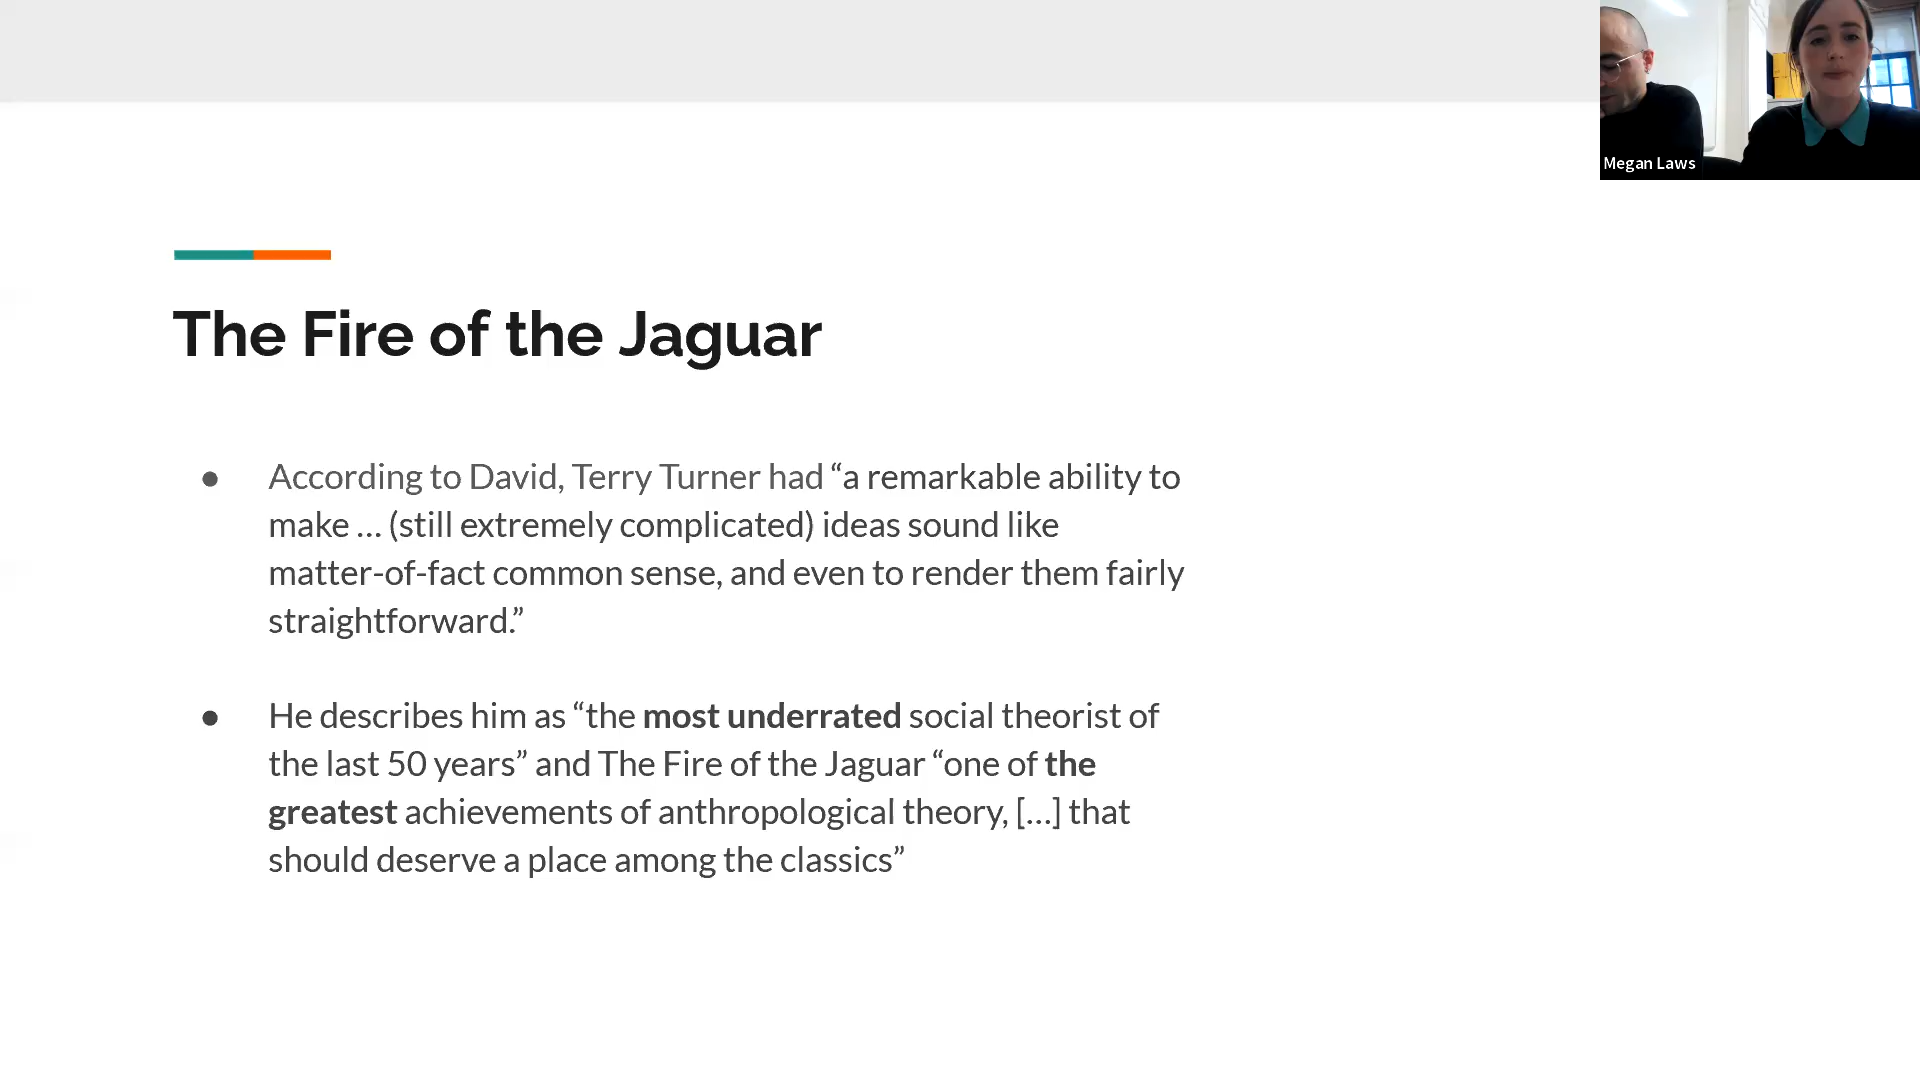 Megan Laws
The Fire of the Jaguar
● According to David, Terry Turner had “a remarkable ability to
make … (still extremely complicated) ideas sound like
matter-of-fact common sense, and even to render them fairly
straightforward.”
● He describes him as “the most underrated social theorist of
the last 50 years” and The Fire of the Jaguar “one of the
greatest achievements of anthropological theory, […] that
should deserve a place among the classics”